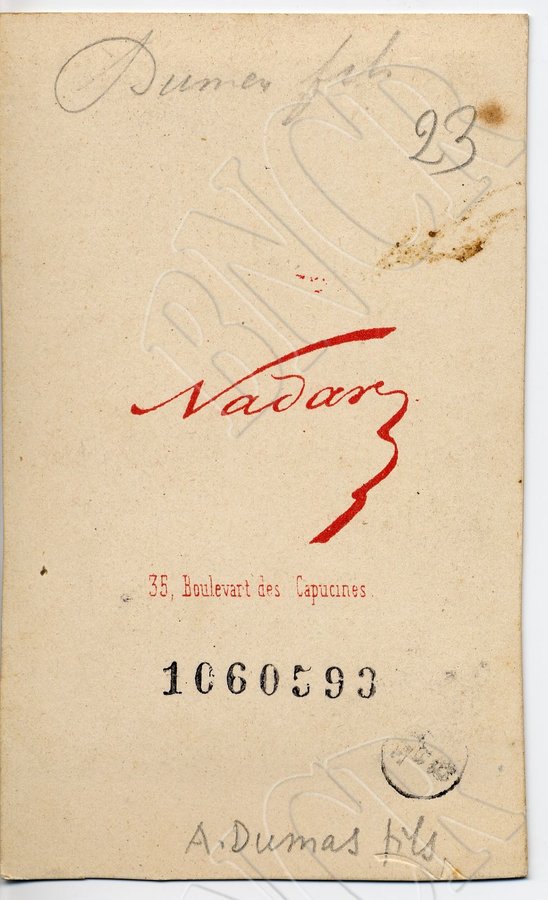 Dumas fils
23
Nadar
35, Boulevart des Capucines
1060593
A. Dumas fils